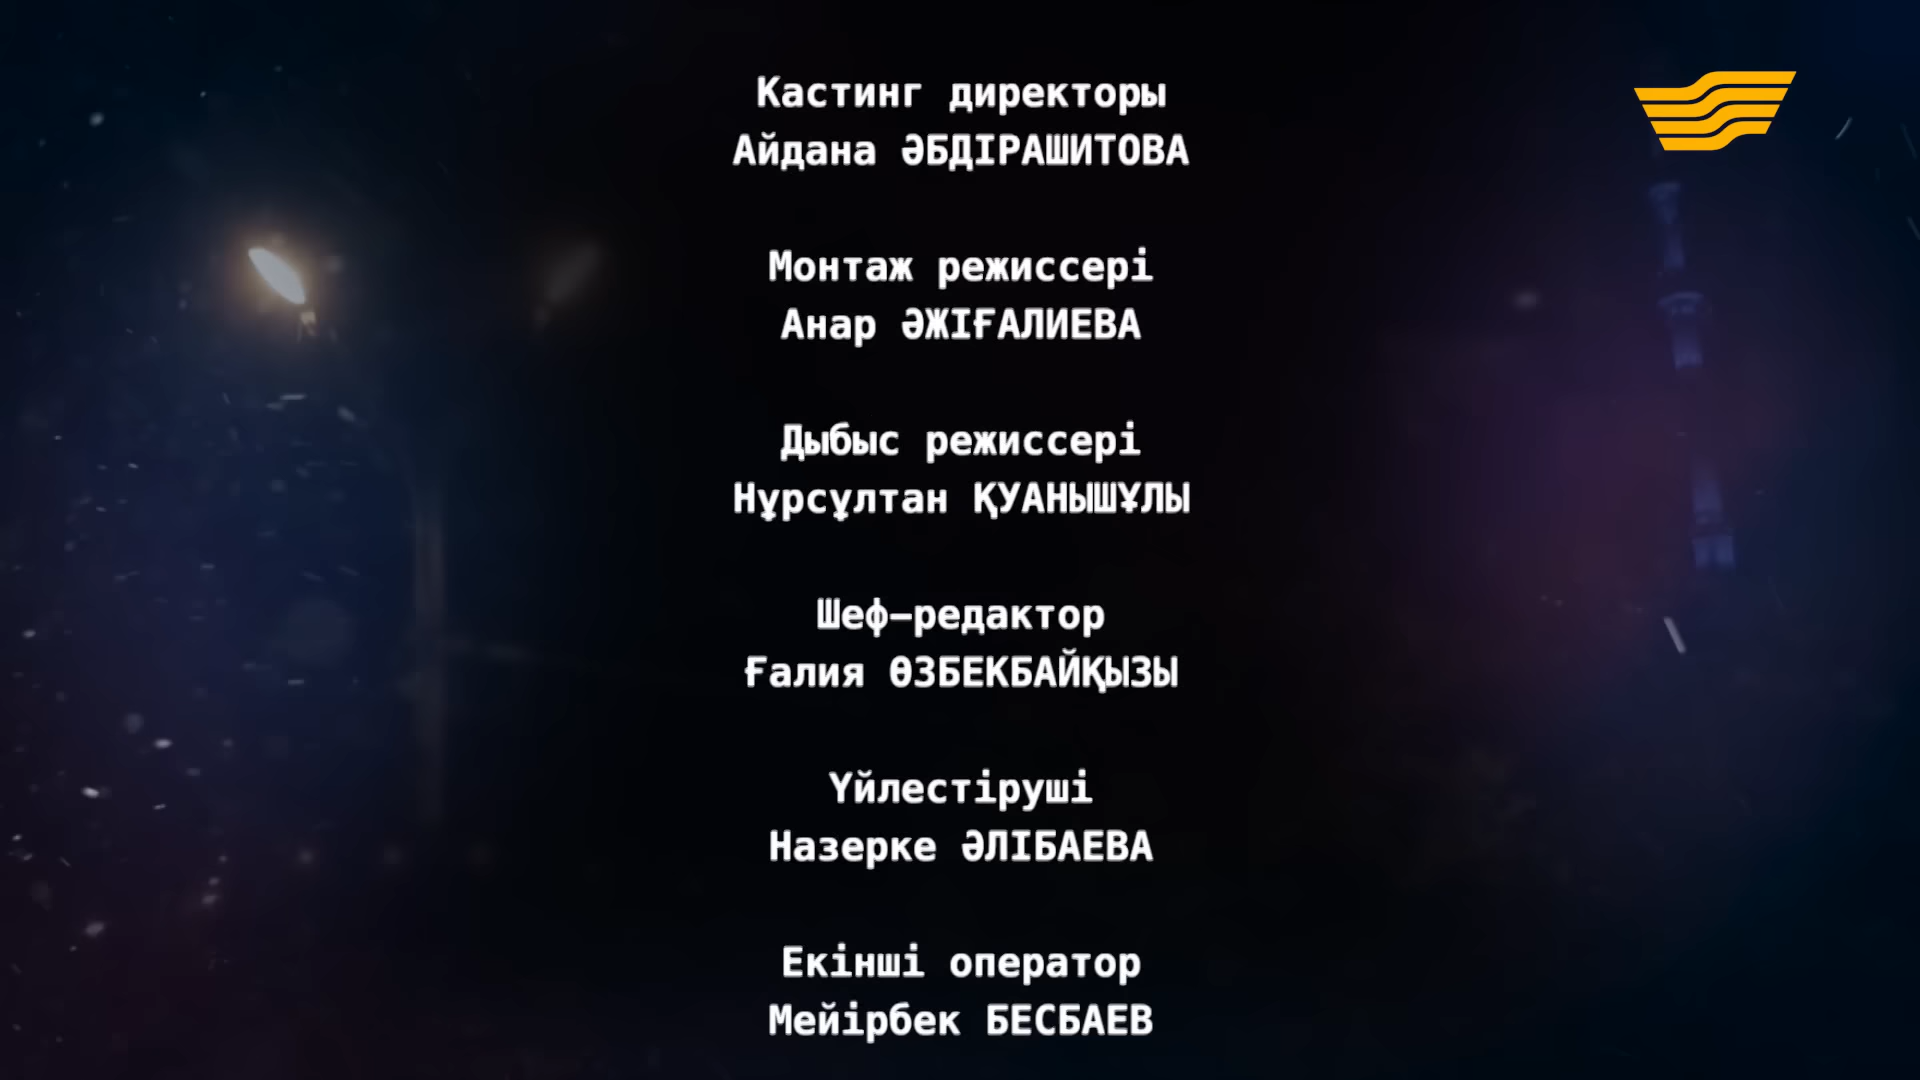 Кастинг директоры
Айдана ӘБДІРАШИТОВА
Монтаж режиссері
Анар ӘЖІҒАЛИЕВА
Дыбыс режиссері
Нұрсұлтан ҚУАНЫШҰЛЫ
Шеф-редактор
Ғалия ӨЗБЕКБАЙҚЫЗЫ
Үйлестіруші
Назерке ӘЛІБАЕВА
Екінші оператор
Мейірбек БЕСБАЕВ